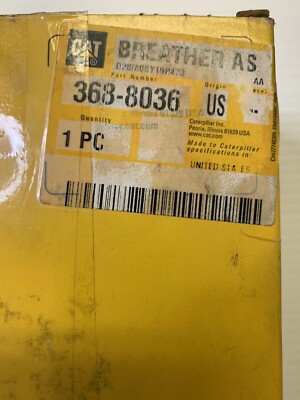 CAT
BREATHER AS
Part Number
Origin
AA
368-8036
US
Quantity
1 PC
Caterpillar Inc.
Peoria, Illinois 61629 USA
cat.com
Made to Caterpillar
specifications in:
UNITED STATES